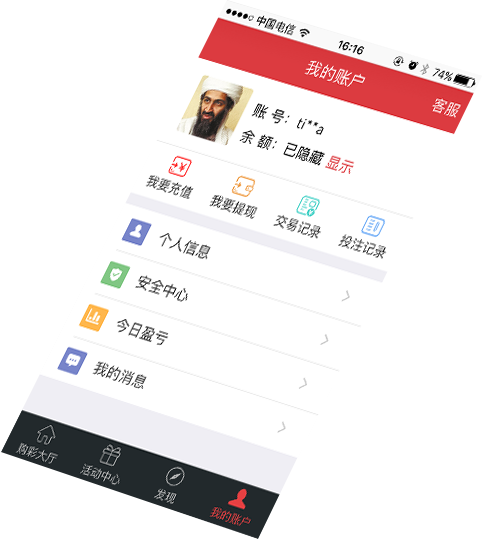 中国电信 16:16 74%
我的账户 客服
账 号：ti**a
余 额：已隐藏 显示
我要充值 我要提现 交易记录 投注记录
个人信息
安全中心
今日盈亏
我的消息
购彩大厅 活动中心 发现 我的账户